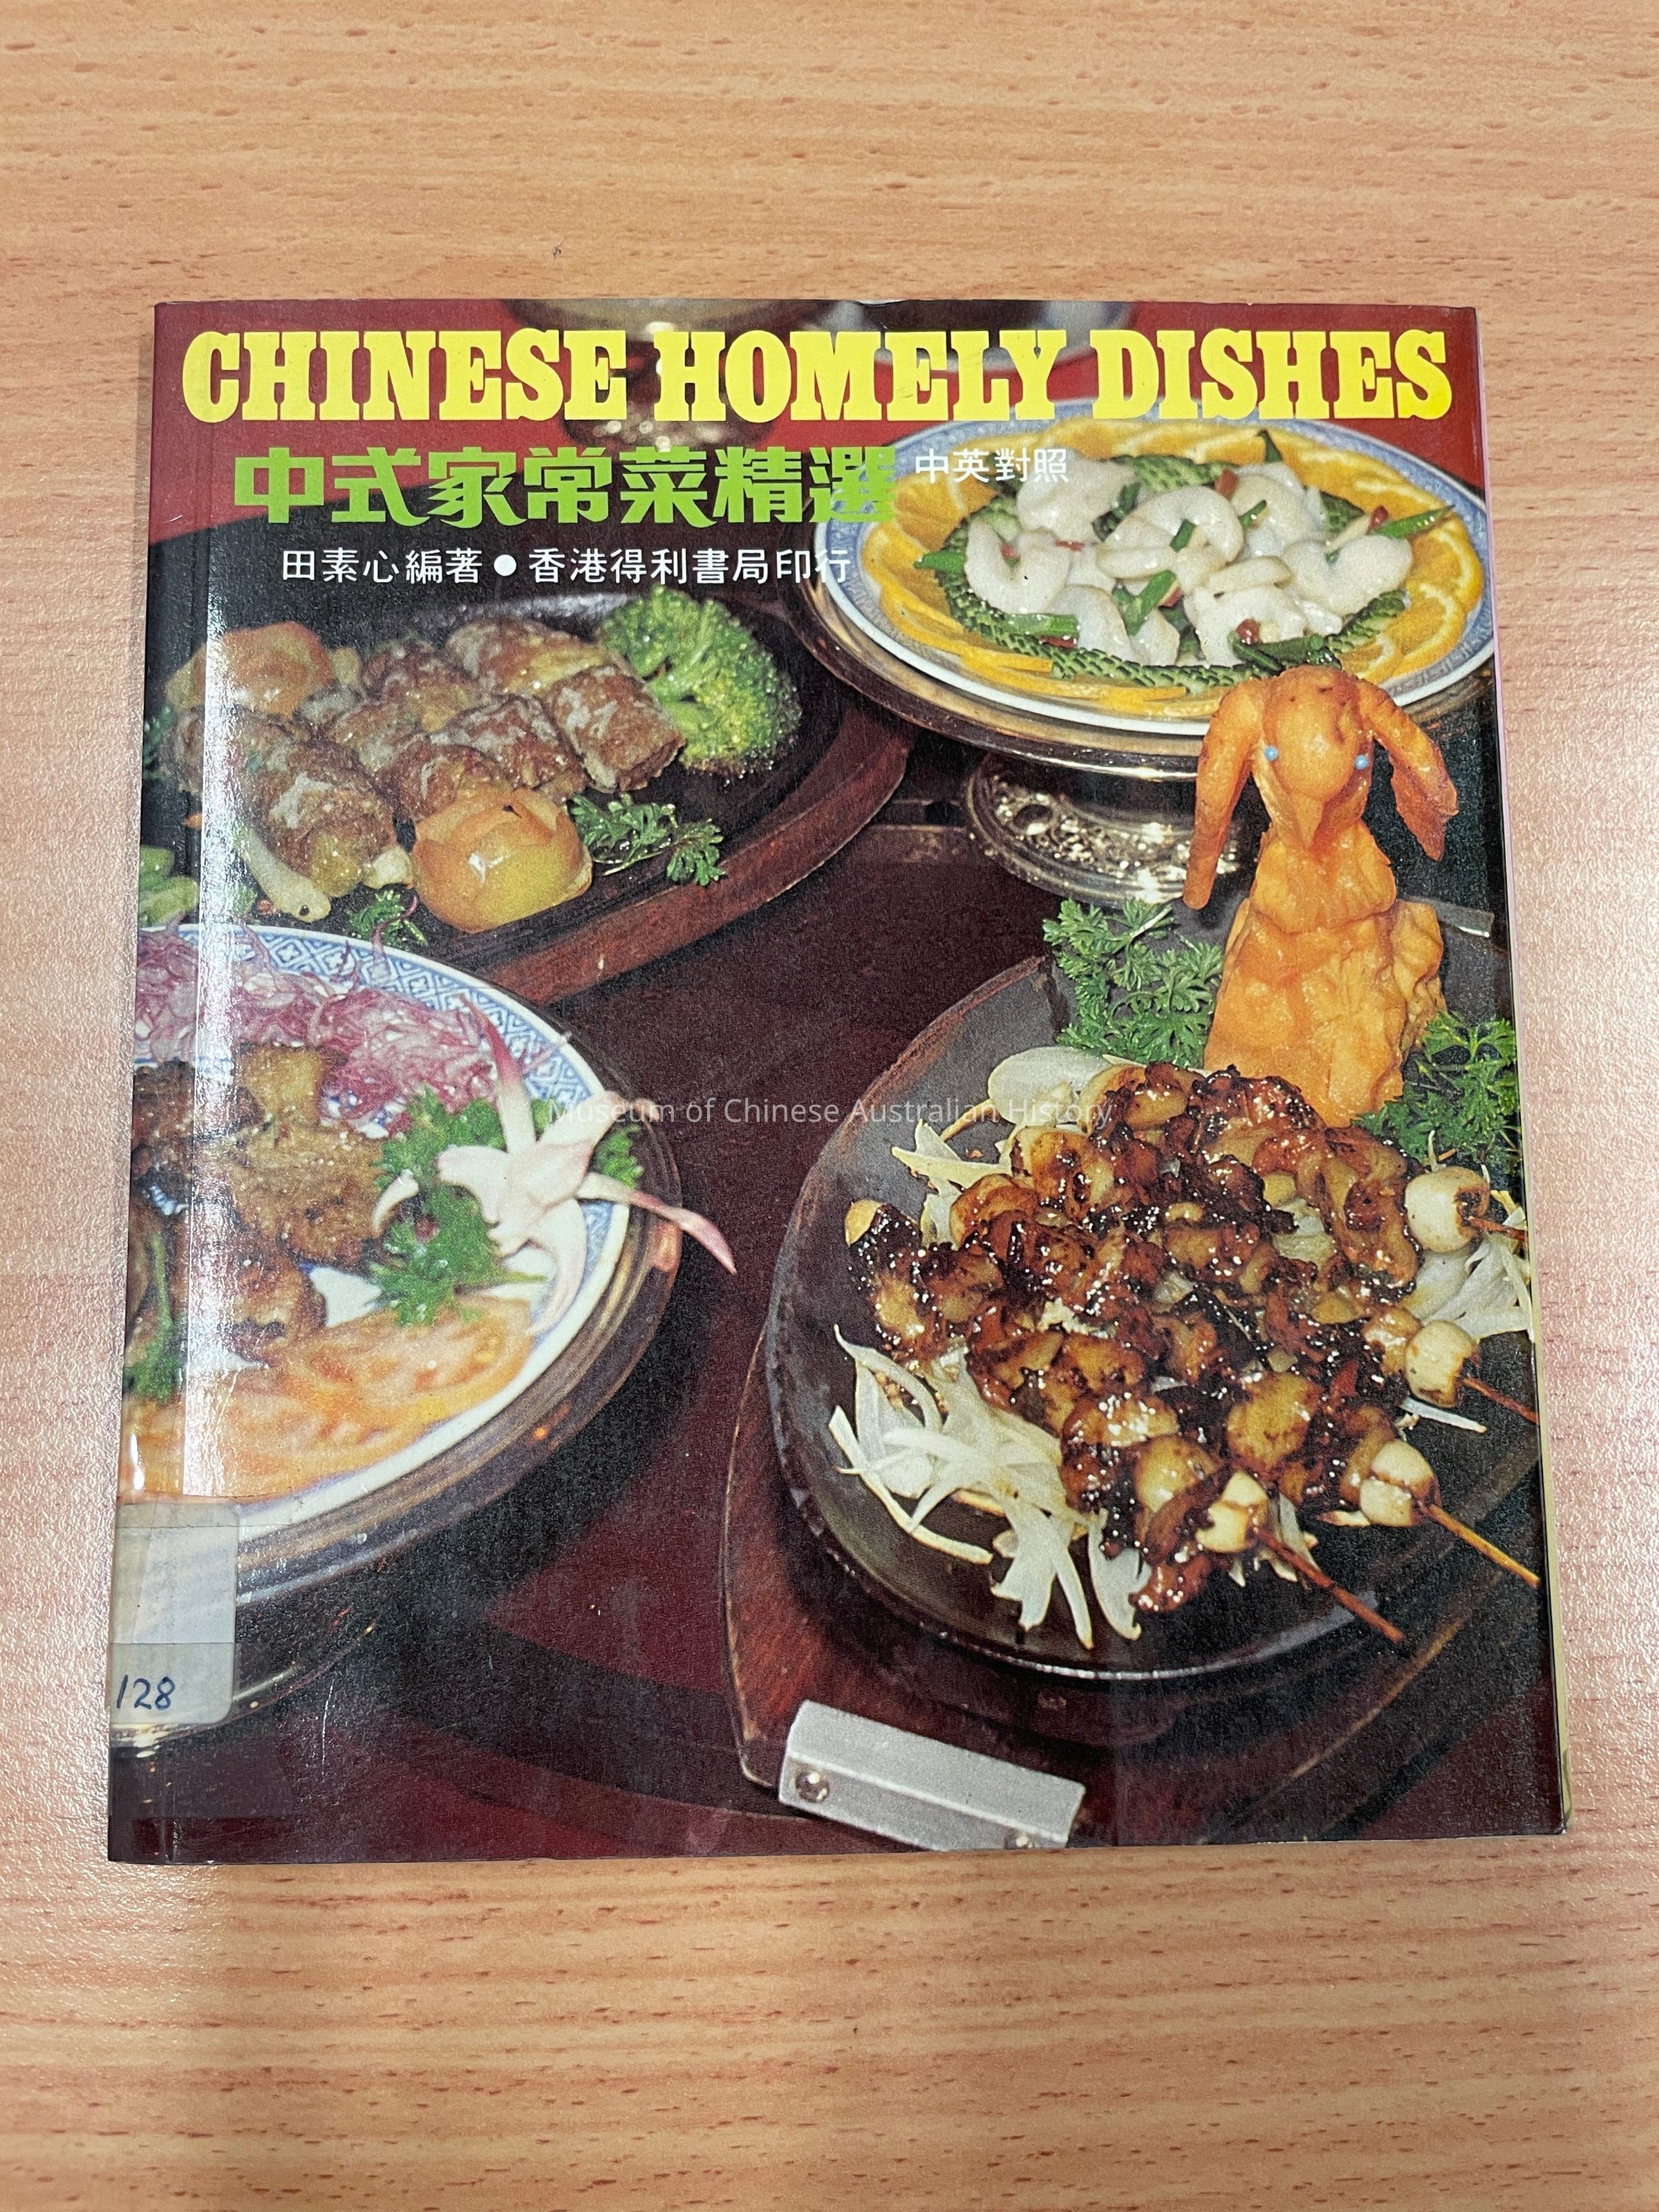 CHINESE HOMELY DISHES
中式家常菜精選 中英對照
田素心編著●香港得利書局印行
Museum of Chinese Australian History
128